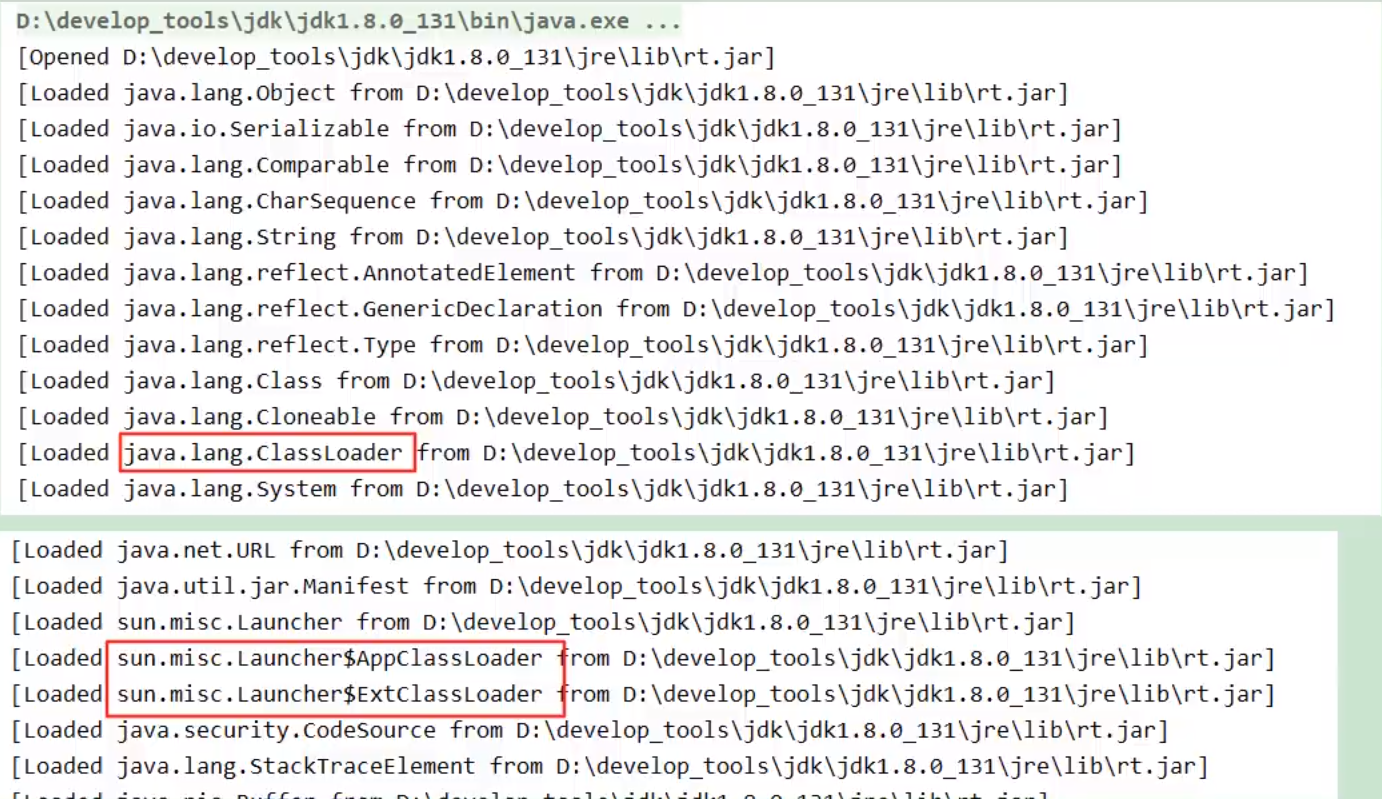 D:\develop_tools\jdk\jdk1.8.0_131\bin\java.exe ...
[Opened D:\develop_tools\jdk\jdk1.8.0_131\jre\lib\rt.jar]
[Loaded java.lang.Object from D:\develop_tools\jdk\jdk1.8.0_131\jre\lib\rt.jar]
[Loaded java.io.Serializable from D:\develop_tools\jdk\jdk1.8.0_131\jre\lib\rt.jar]
[Loaded java.lang.Comparable from D:\develop_tools\jdk\jdk1.8.0_131\jre\lib\rt.jar]
[Loaded java.lang.CharSequence from D:\develop_tools\jdk\jdk1.8.0_131\jre\lib\rt.jar]
[Loaded java.lang.String from D:\develop_tools\jdk\jdk1.8.0_131\jre\lib\rt.jar]
[Loaded java.lang.reflect.AnnotatedElement from D:\develop_tools\jdk\jdk1.8.0_131\jre\lib\rt.jar]
[Loaded java.lang.reflect.GenericDeclaration from D:\develop_tools\jdk\jdk1.8.0_131\jre\lib\rt.jar]
[Loaded java.lang.reflect.Type from D:\develop_tools\jdk\jdk1.8.0_131\jre\lib\rt.jar]
[Loaded java.lang.Class from D:\develop_tools\jdk\jdk1.8.0_131\jre\lib\rt.jar]
[Loaded java.lang.Cloneable from D:\develop_tools\jdk\jdk1.8.0_131\jre\lib\rt.jar]
[Loaded java.lang.ClassLoader from D:\develop_tools\jdk\jdk1.8.0_131\jre\lib\rt.jar]
[Loaded java.lang.System from D:\develop_tools\jdk\jdk1.8.0_131\jre\lib\rt.jar]
[Loaded java.net.URL from D:\develop_tools\jdk\jdk1.8.0_131\jre\lib\rt.jar]
[Loaded java.util.jar.Manifest from D:\develop_tools\jdk\jdk1.8.0_131\jre\lib\rt.jar]
[Loaded sun.misc.Launcher from D:\develop_tools\jdk\jdk1.8.0_131\jre\lib\rt.jar]
[Loaded sun.misc.Launcher$AppClassLoader from D:\develop_tools\jdk\jdk1.8.0_131\jre\lib\rt.jar]
[Loaded sun.misc.Launcher$ExtClassLoader from D:\develop_tools\jdk\jdk1.8.0_131\jre\lib\rt.jar]
[Loaded java.security.CodeSource from D:\develop_tools\jdk\jdk1.8.0_131\jre\lib\rt.jar]
[Loaded java.lang.StackTraceElement from D:\develop_tools\jdk\jdk1.8.0_131\jre\lib\rt.jar]